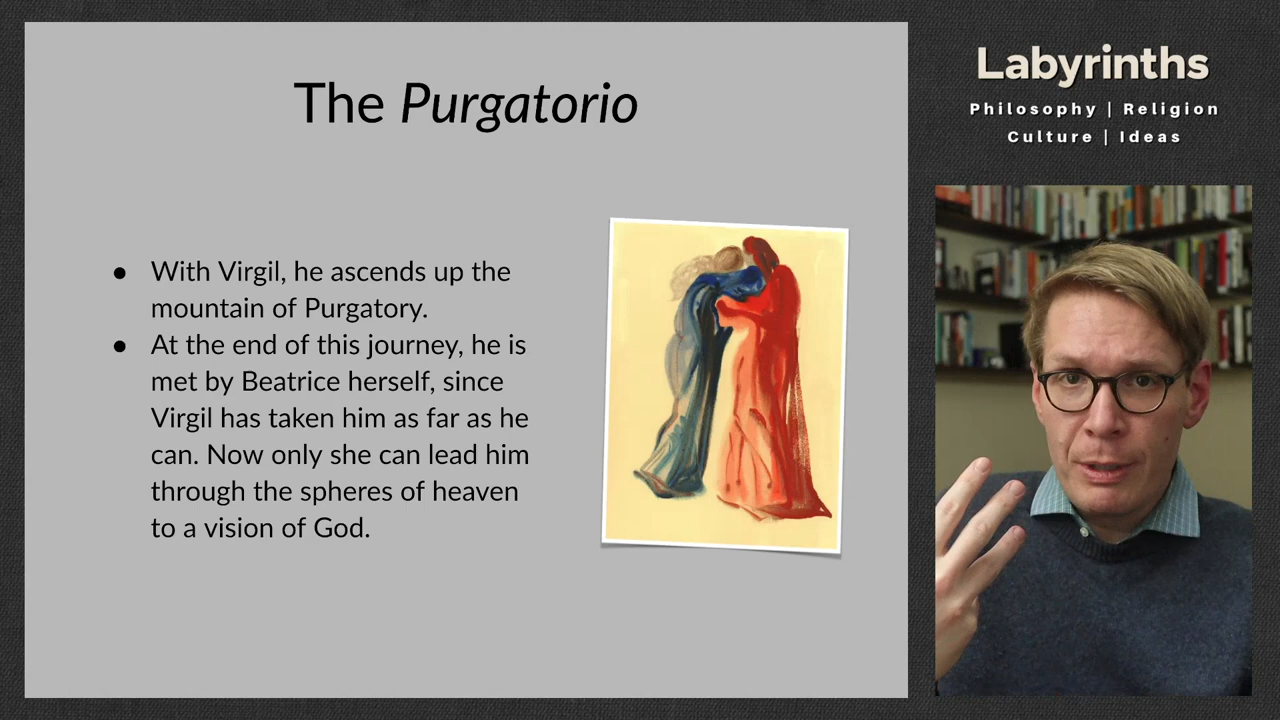 The Purgatorio
● With Virgil, he ascends up the
mountain of Purgatory.
● At the end of this journey, he is
met by Beatrice herself, since
Virgil has taken him as far as he
can. Now only she can lead him
through the spheres of heaven
to a vision of God.
Labyrinths
Philosophy | Religion
Culture | Ideas